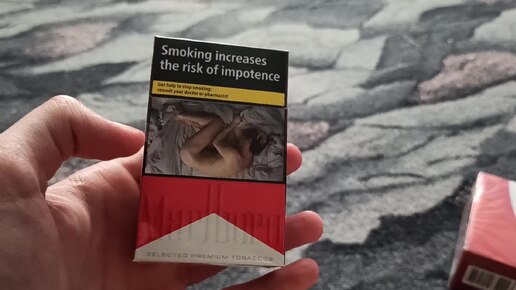 Smoking increases
the risk of impotence
Get help to stop smoking:
consult your doctor or pharmacist
Marlboro
SELECTED PREMIUM TOBACCOS